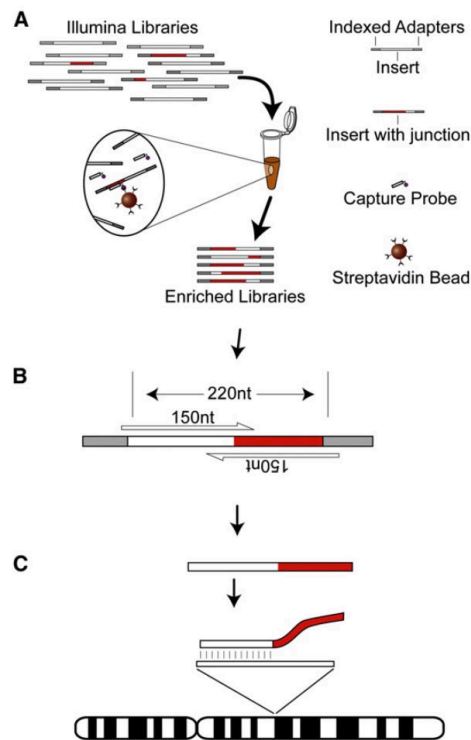 A
Illumina Libraries
Indexed Adapters
Insert
Insert with junction
Capture Probe
Enriched Libraries
Streptavidin Bead
B
220nt
150nt
150nt
C